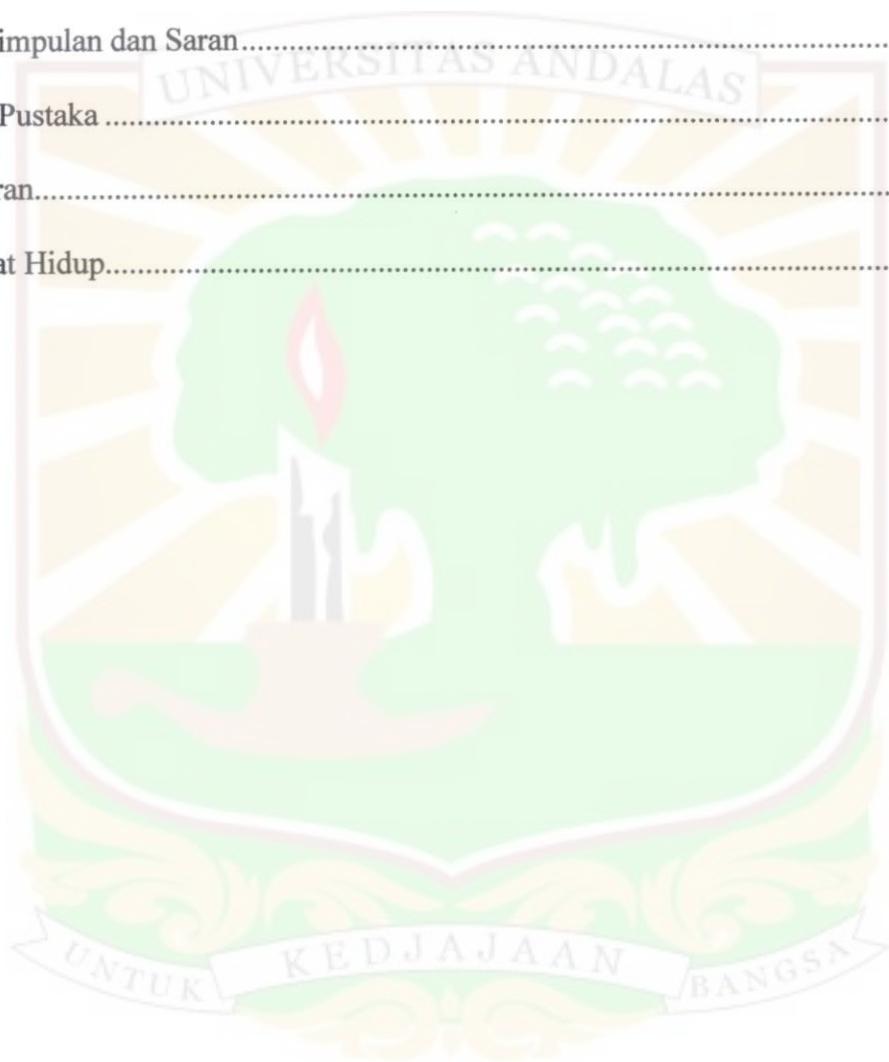 impulan dan Saran................................................................................
UNIVERSITAS ANDALAS
Pustaka ................................................................................
ran................................................................................
at Hidup................................................................................
UNTUK KEDJAJAAN BANGSA